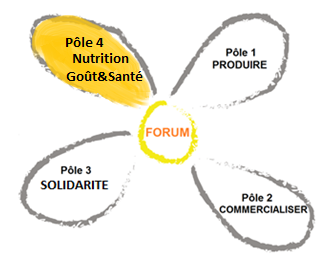 Pôle 4
Nutrition
Goût&Santé
Pôle 1
PRODUIRE
FORUM
Pôle 3
SOLIDARITE
Pôle 2
COMMERCIALISER